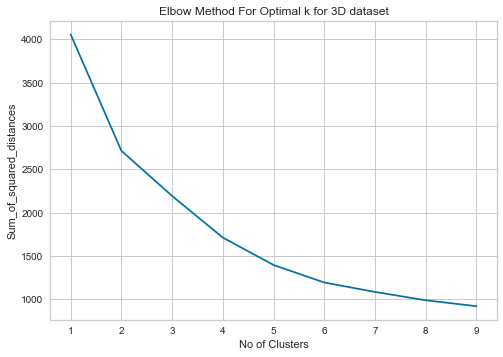 Elbow Method For Optimal k for 3D dataset
4000
3500
3000
2500
2000
1500
1000
Sum_of_squared_distances
1 2 3 4 5 6 7 8 9
No of Clusters